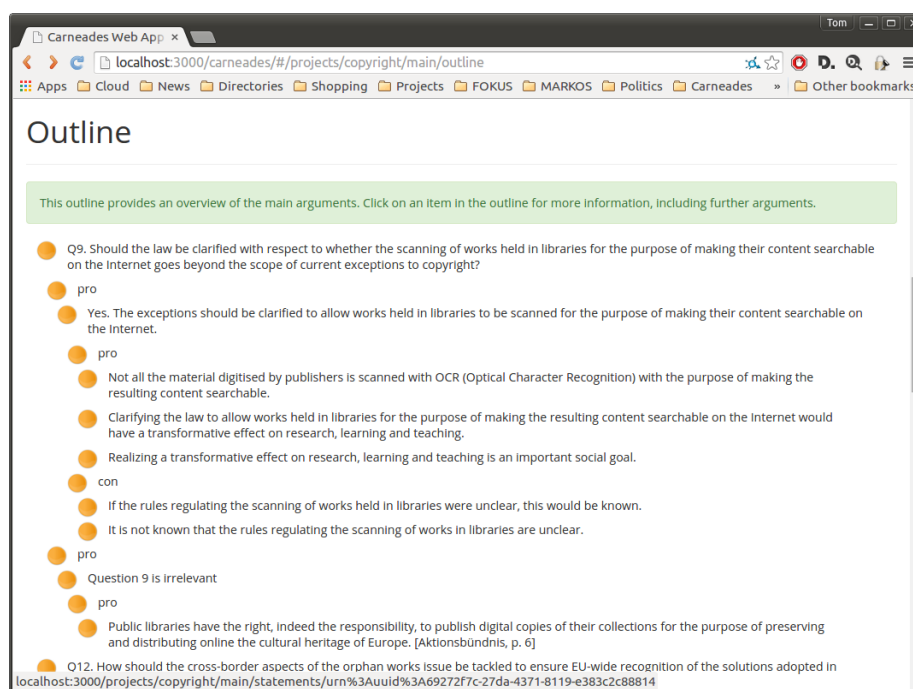 Tom
Carneades Web App ×
localhost:3000/carneades/#/projects/copyright/main/outline
D.
Apps Cloud News Directories Shopping Projects FOKUS MARKOS Politics Carneades » Other bookmarks
Outline
This outline provides an overview of the main arguments. Click on an item in the outline for more information, including further arguments.
Q9. Should the law be clarified with respect to whether the scanning of works held in libraries for the purpose of making their content searchable
on the Internet goes beyond the scope of current exceptions to copyright?
pro
Yes. The exceptions should be clarified to allow works held in libraries to be scanned for the purpose of making their content searchable on
the Internet.
pro
Not all the material digitised by publishers is scanned with OCR (Optical Character Recognition) with the purpose of making the
resulting content searchable.
Clarifying the law to allow works held in libraries for the purpose of making the resulting content searchable on the Internet would
have a transformative effect on research, learning and teaching.
Realizing a transformative effect on research, learning and teaching is an important social goal.
con
If the rules regulating the scanning of works held in libraries were unclear, this would be known.
It is not known that the rules regulating the scanning of works in libraries are unclear.
pro
Question 9 is irrelevant
pro
Public libraries have the right, indeed the responsibility, to publish digital copies of their collections for the purpose of preserving
and distributing online the cultural heritage of Europe. [Aktionsbündnis, p. 6]
Q12. How should the cross-border aspects of the orphan works issue be tackled to ensure EU-wide recognition of the solutions adopted in
localhost:3000/projects/copyright/main/statements/urn%3Auuid%3A69272f7c-27da-4371-8119-e383c2c88814